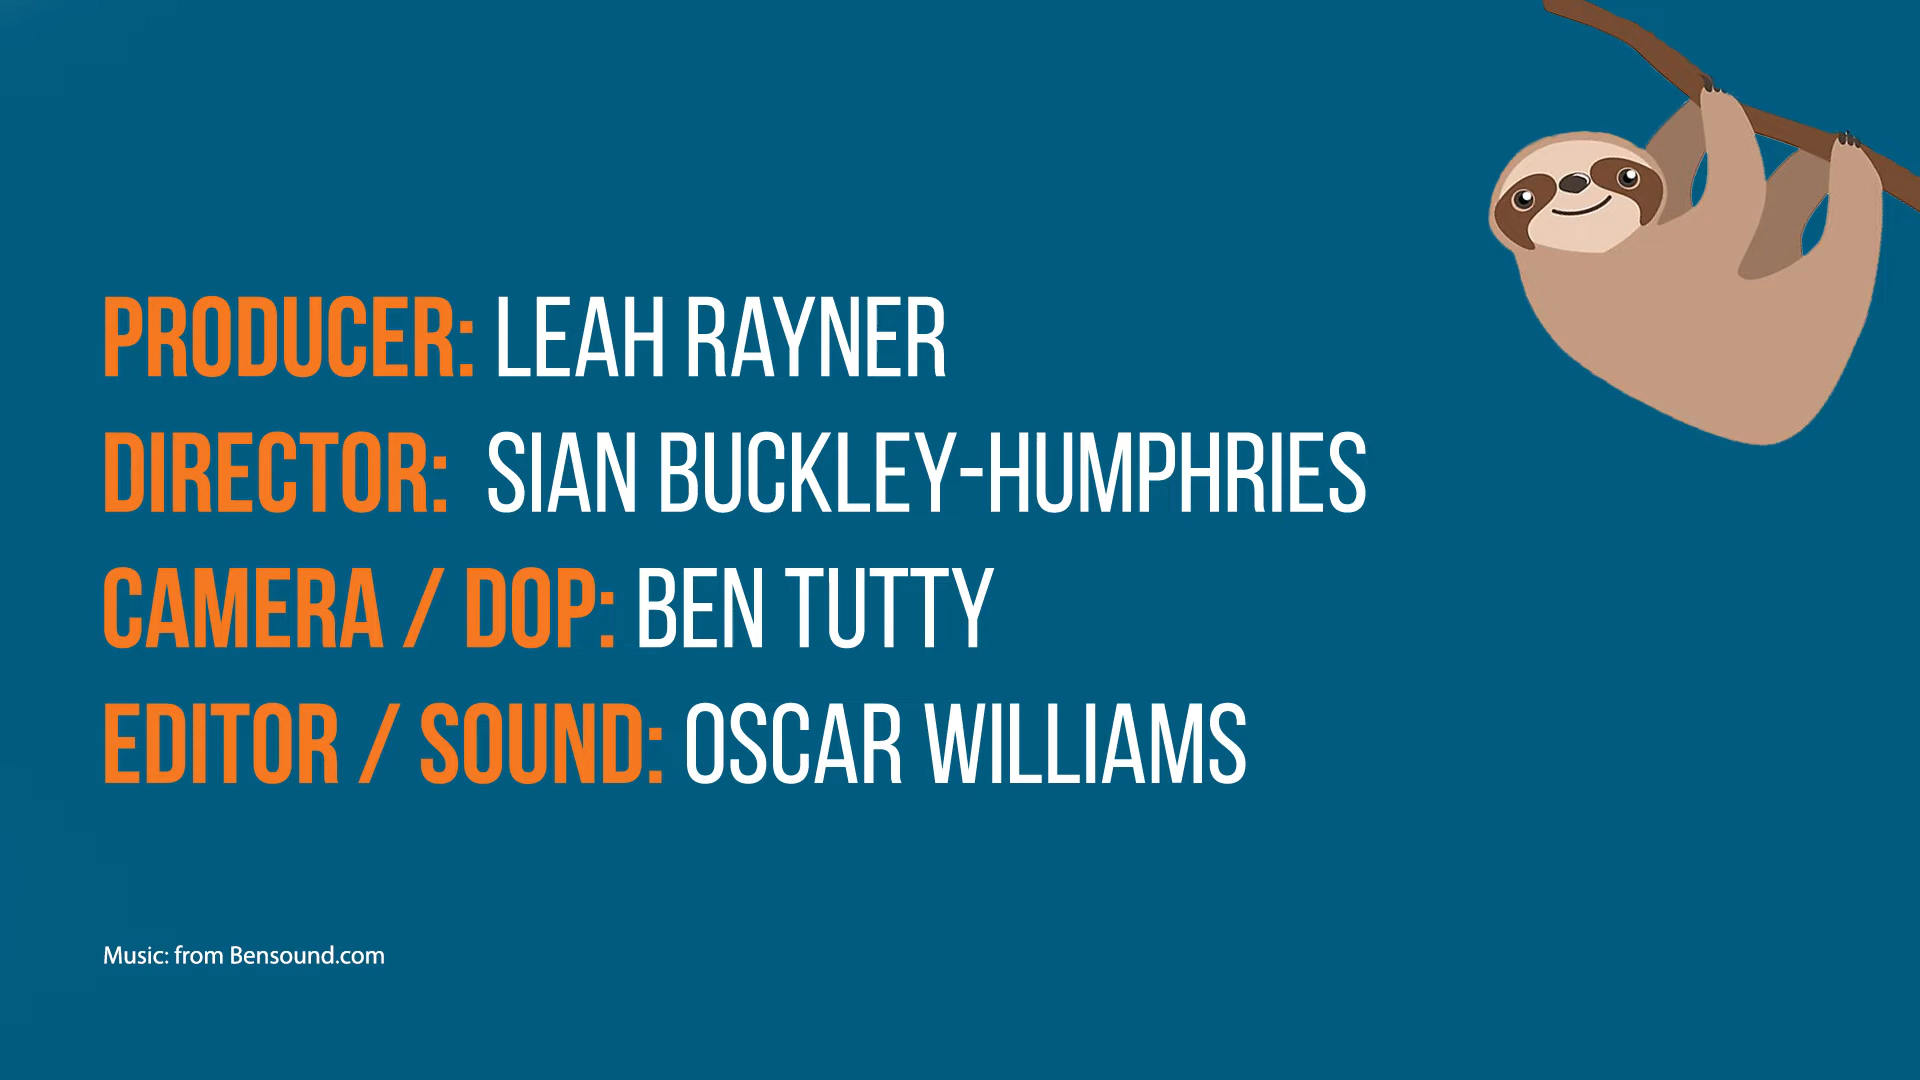 PRODUCER: LEAH RAYNER
DIRECTOR: SIAN BUCKLEY-HUMPHRIES
CAMERA / DOP: BEN TUTTY
EDITOR / SOUND: OSCAR WILLIAMS
Music: from Bensound.com